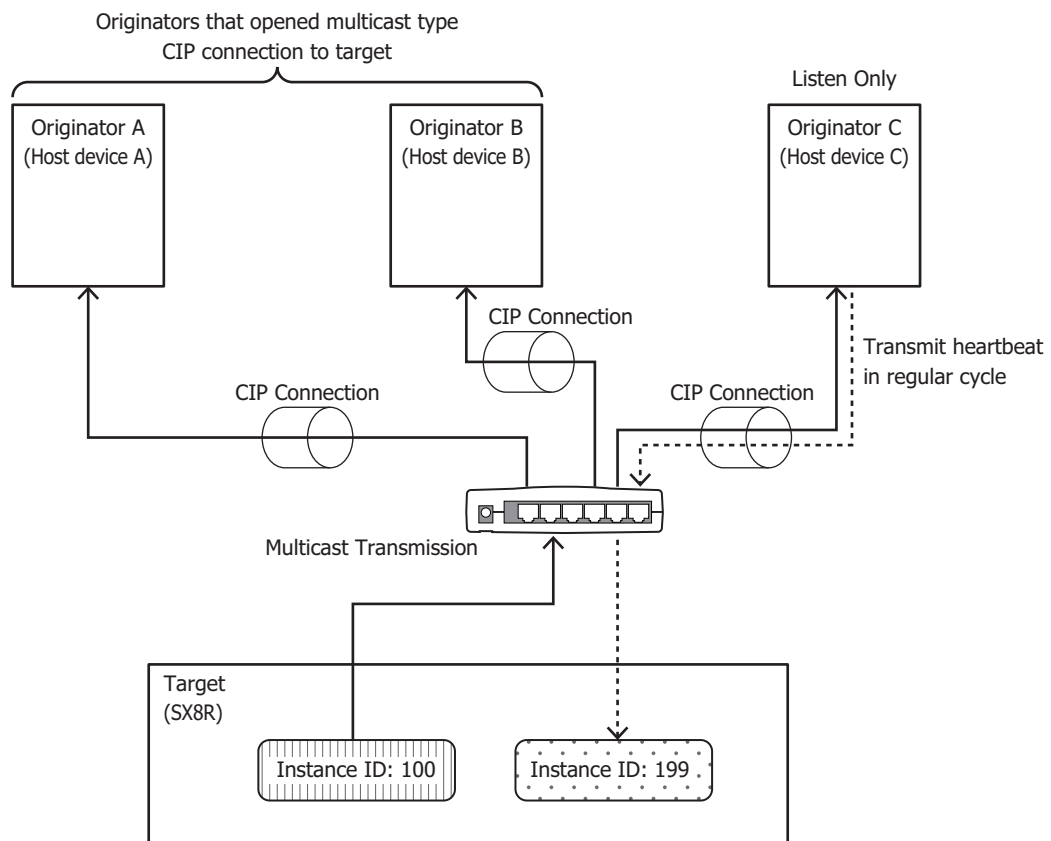 Originators that opened multicast type
CIP connection to target
Listen Only
Originator A
(Host device A)
Originator B
(Host device B)
Originator C
(Host device C)
CIP Connection
Transmit heartbeat
in regular cycle
CIP Connection
CIP Connection
Multicast Transmission
Target
(SX8R)
Instance ID: 100
Instance ID: 199